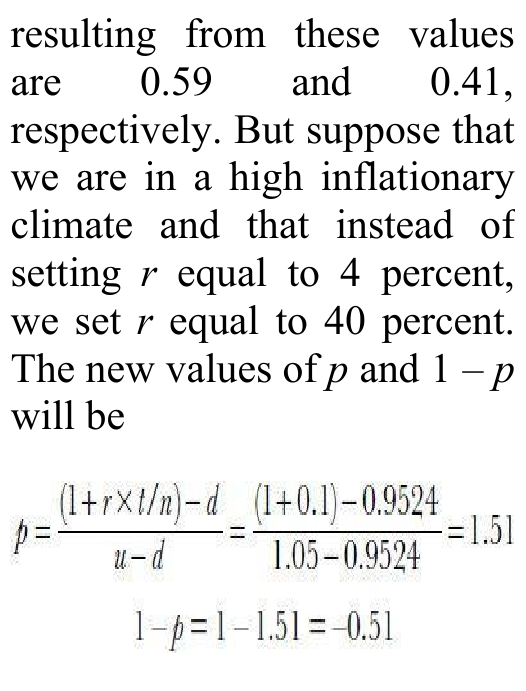 resulting from these values
are 0.59 and 0.41,
respectively. But suppose that
we are in a high inflationary
climate and that instead of
setting r equal to 4 percent,
we set r equal to 40 percent.
The new values of p and 1 – p
will be
p = (1+r×t/n)–d / u–d = (1+0.1)–0.9524 / 1.05–0.9524 = 1.51
1–p = 1–1.51 = –0.51